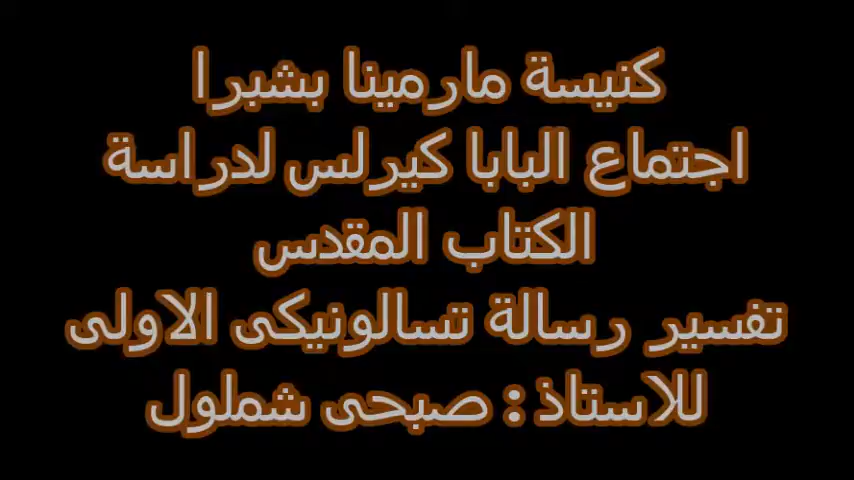 كنيسة مارمينا بشبرا
اجتماع البابا كيرلس لدراسة
الكتاب المقدس
تفسير رسالة تسالونيكى الاولى
للاستاذ : صبحى شملول